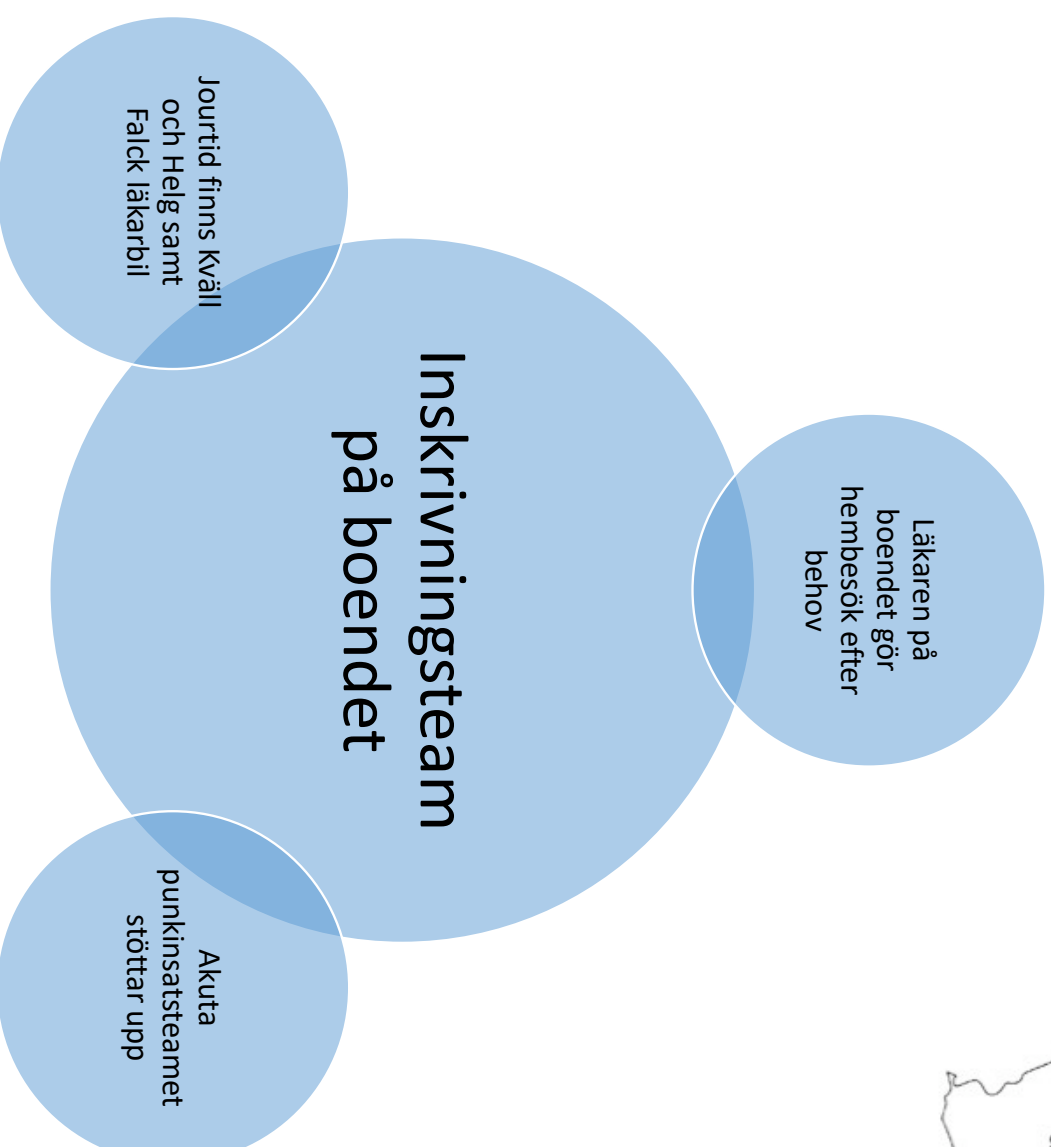 Läkaren på
boendet gör
hembesök efter
behov
Inskrivningsteam
på boendet
Jourtid finns Kväll
och Helg samt
Falck läkarbil
Akuta
punkinsatsteamet
stöttar upp